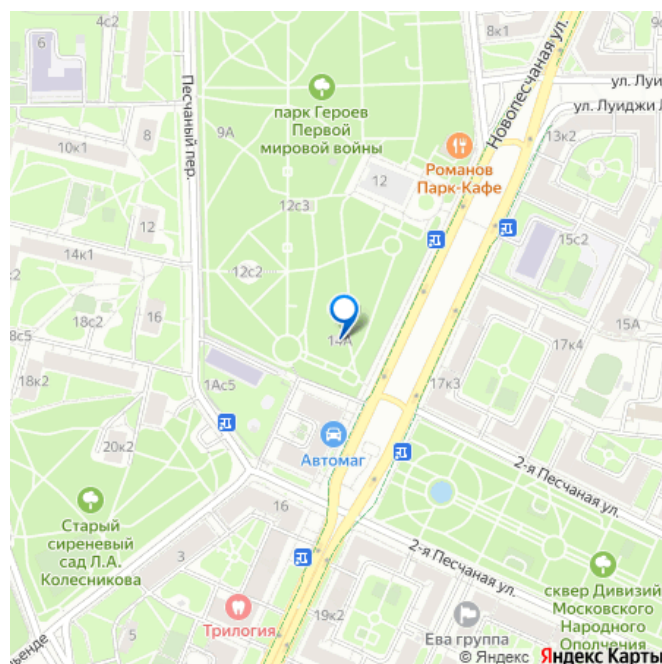 4с2
8к1
6
Новопесчаная ул.
ул. Луи
ул. Луиджи Л
парк Героев
Первой
мировой войны
Песчаный пер.
9А
8
10к1
13к2
Романов
Парк-Кафе
12
12с3
12
15с2
14к1
12с2
18с2
16
14А
15А
8с5
17к4
18к2
1Ас5
17к3
20к2
Автомаг
2-я Песчаная ул.
16
Старый
сиреневый
сад Л.А.
Колесникова
3
2-я Песчаная ул.
сквер Дивизий
Московского
Народного
Ополчения
5
Трилогия
19к2
Ева группа
ьенде
© Яндекс Яндекс Карты